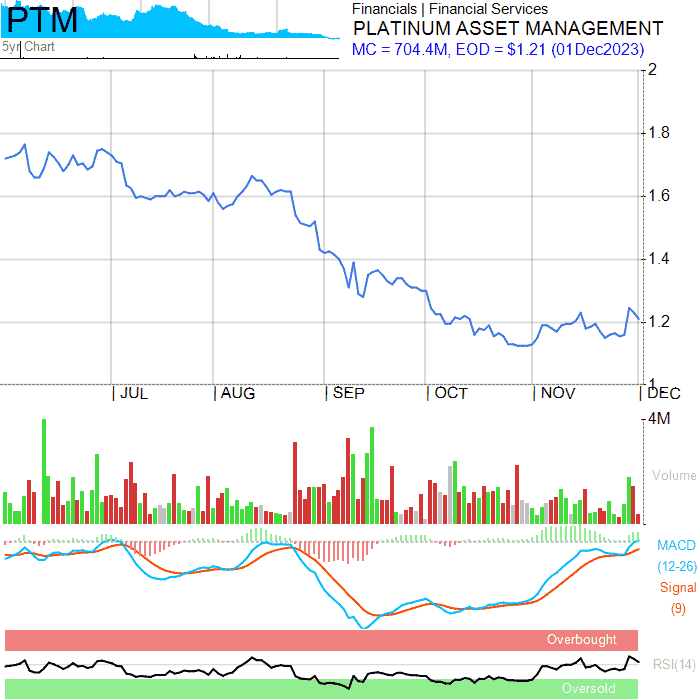 PTM
5yr Chart
Financials | Financial Services
PLATINUM ASSET MANAGEMENT
MC = 704.4M, EOD = $1.21 (01Dec2023)
2
1.8
1.6
1.4
1.2
1
JUL
AUG
SEP
OCT
NOV
DEC
4M
Volume
MACD
(12-26)
Signal
(9)
Overbought
RSI(14)
Oversold